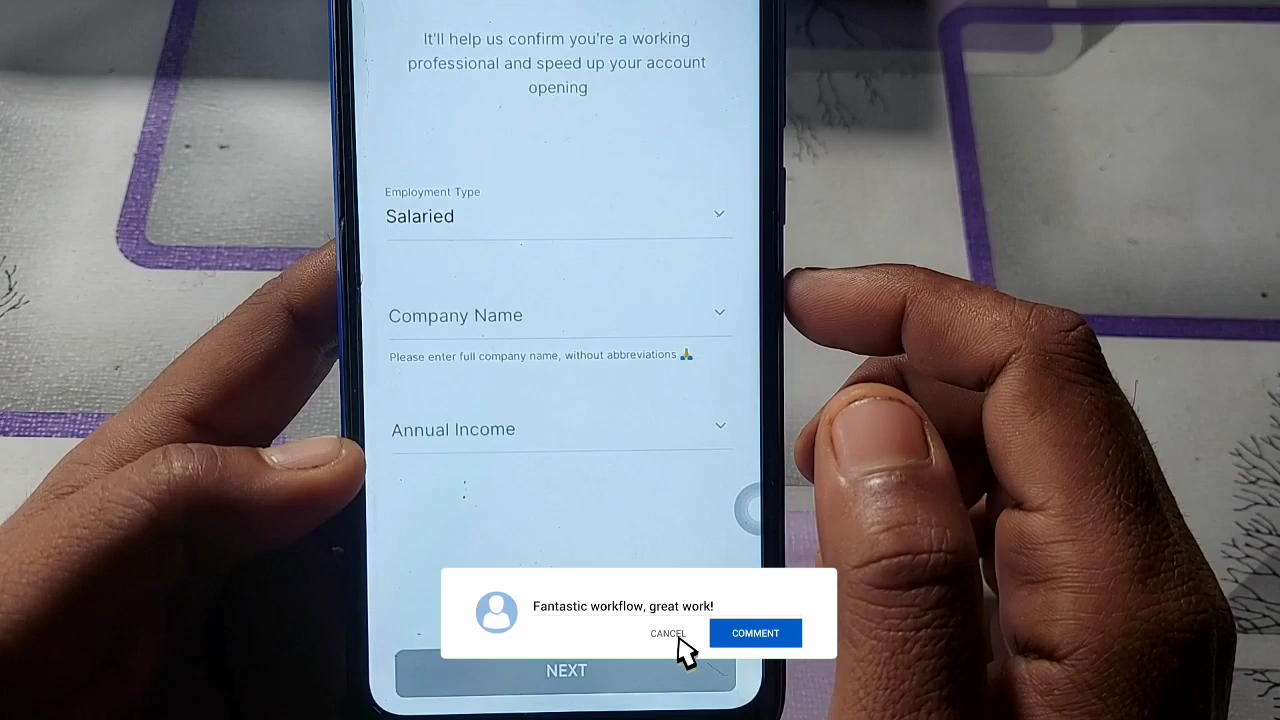 It'll help us confirm you're a working
professional and speed up your account
opening
Employment Type
Salaried
Company Name
Please enter full company name, without abbreviations 🙏
Annual Income
Fantastic workflow, great work!
CANCEL
COMMENT
NEXT